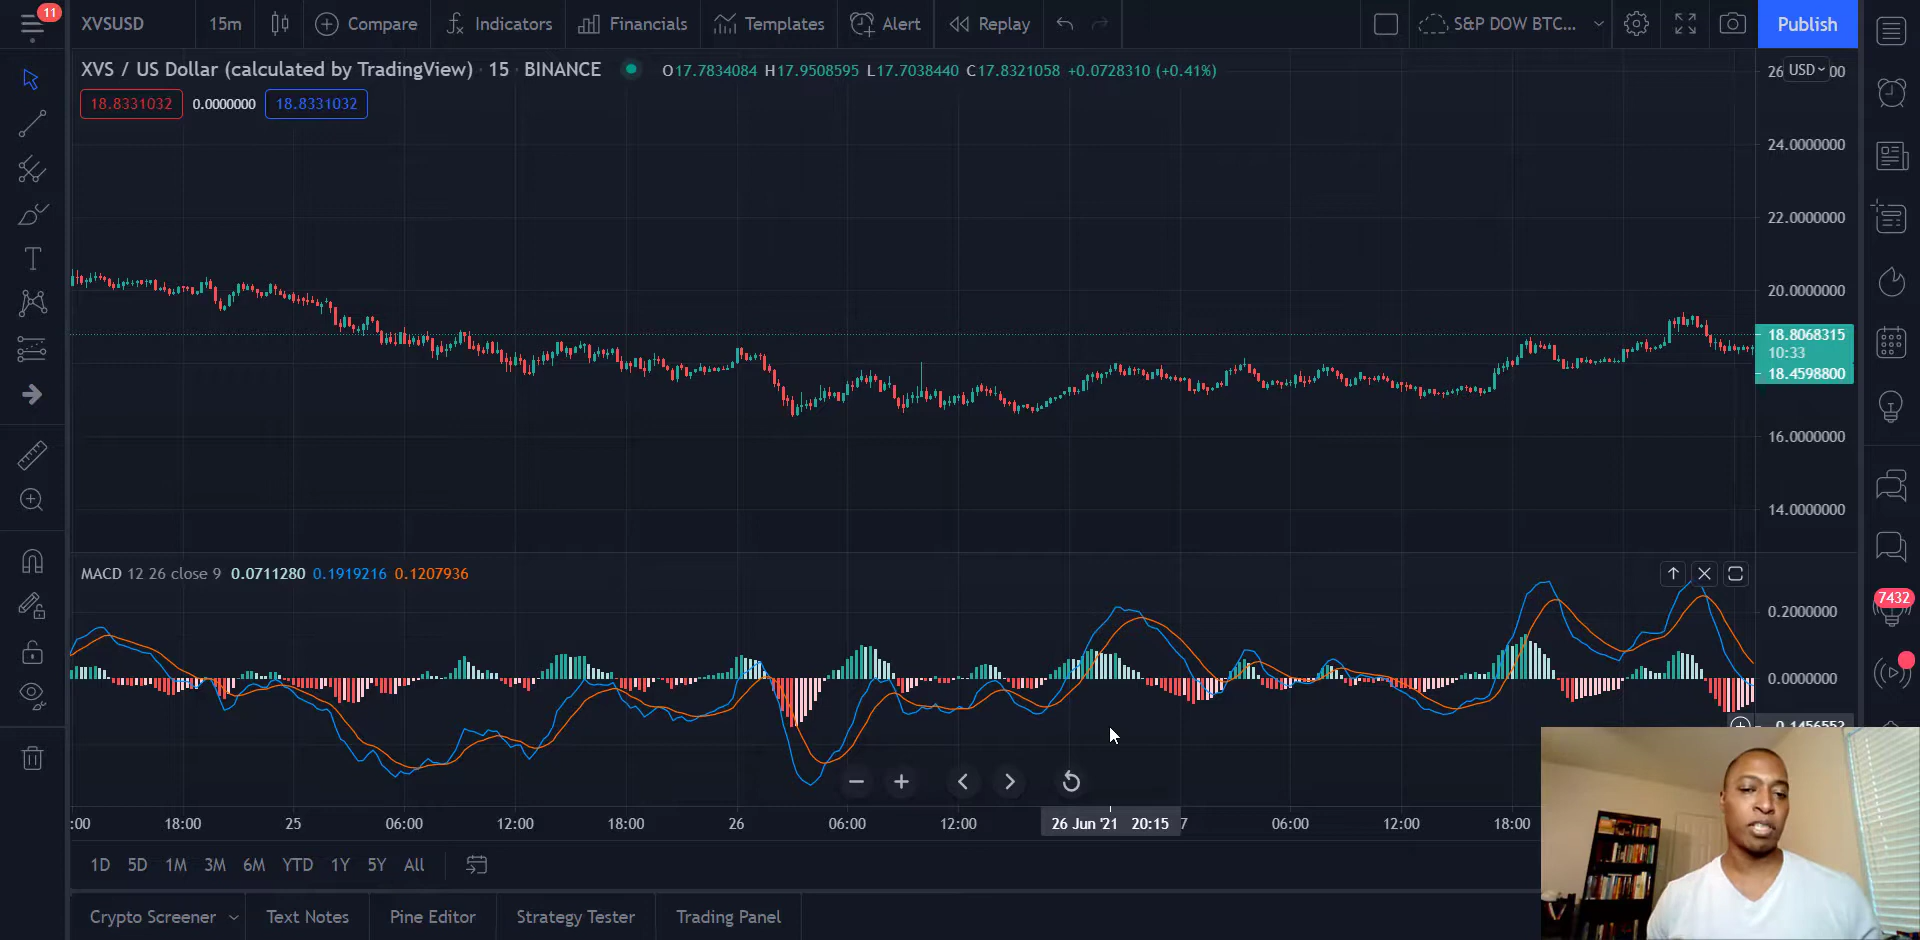 11
XVSUSD 15m Compare Indicators Financials Templates Alert Replay S&P DOW BTC... Publish
XVS / US Dollar (calculated by TradingView) · 15 · BINANCE O17.7834084 H17.9508595 L17.7038440 C17.8321058 +0.0728310 (+0.41%)
18.8331032 0.0000000 18.8331032
USD
24.0000000
22.0000000
20.0000000
18.8068315
10:33
18.4598800
16.0000000
14.0000000
MACD 12 26 close 9 0.0711280 0.1919216 0.1207936
0.2000000
7432
0.0000000
:00 18:00 25 06:00 12:00 18:00 26 06:00 12:00 26 Jun '21 20:15 7 06:00 12:00 18:00
1D 5D 1M 3M 6M YTD 1Y 5Y All
Crypto Screener Text Notes Pine Editor Strategy Tester Trading Panel